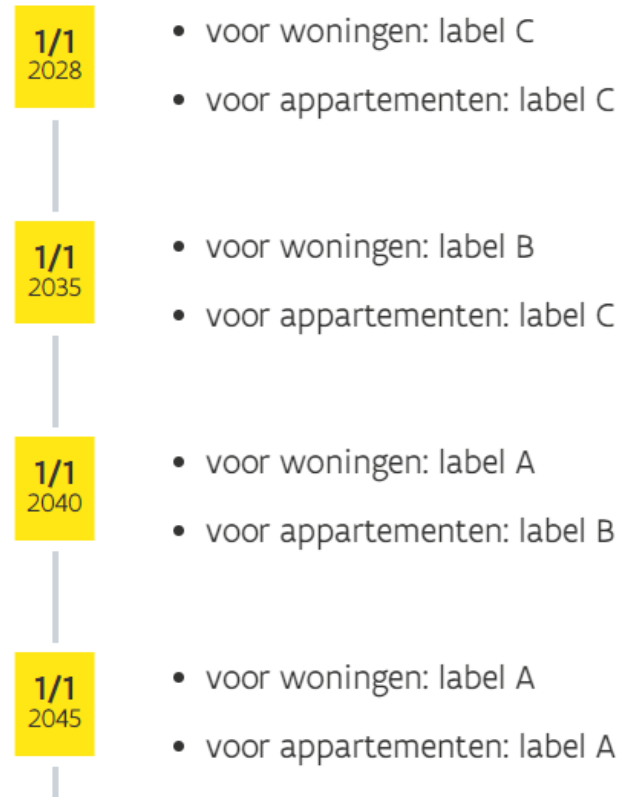 1/1
2028
• voor woningen: label C
• voor appartementen: label C
1/1
2035
• voor woningen: label B
• voor appartementen: label C
1/1
2040
• voor woningen: label A
• voor appartementen: label B
1/1
2045
• voor woningen: label A
• voor appartementen: label A